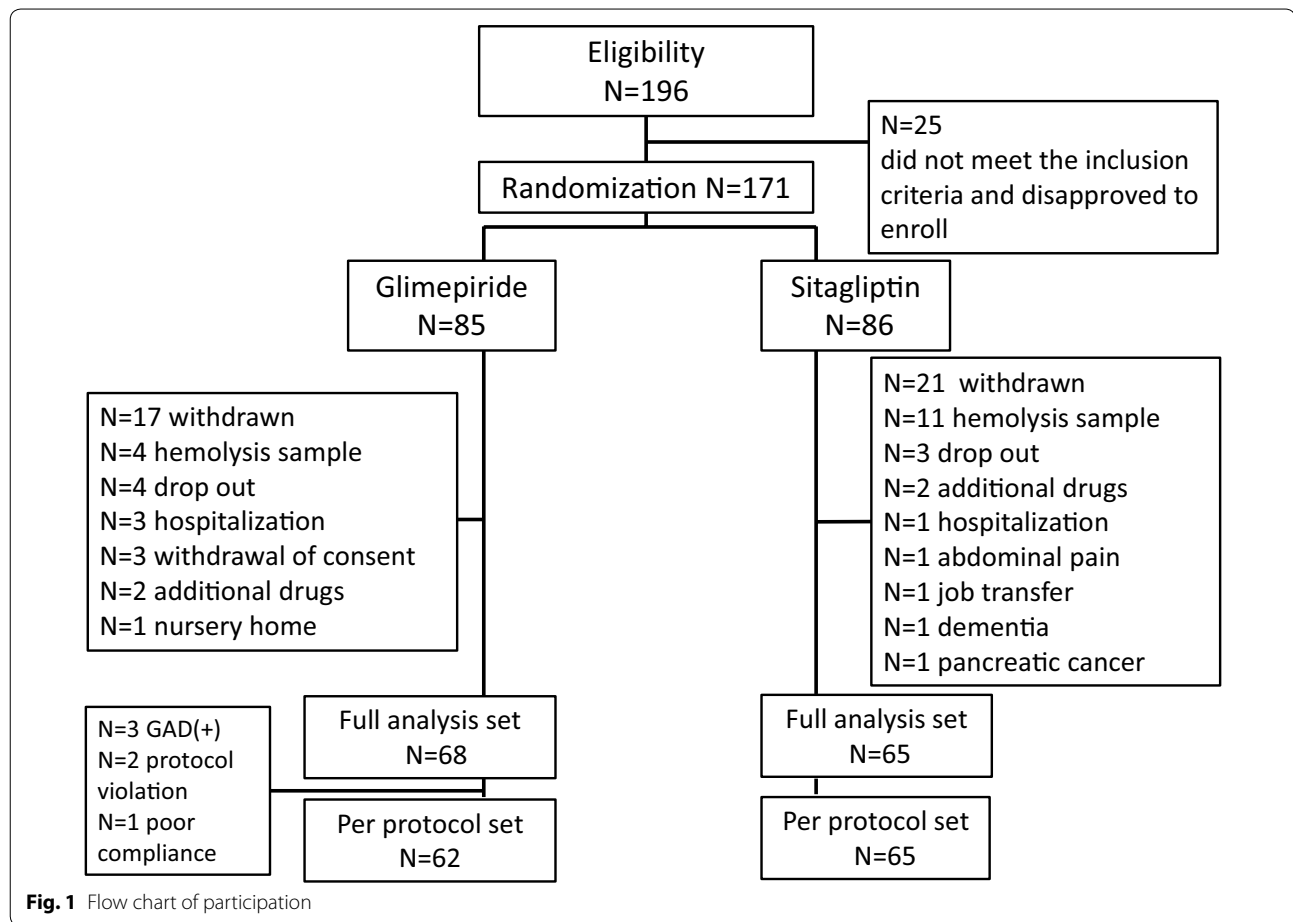 Eligibility
N=196
N=25
did not meet the inclusion
criteria and disapproved to
enroll
Randomization N=171
Glimepiride
N=85
Sitagliptin
N=86
N=17 withdrawn
N=4 hemolysis sample
N=4 drop out
N=3 hospitalization
N=3 withdrawal of consent
N=2 additional drugs
N=1 nursery home
N=21 withdrawn
N=11 hemolysis sample
N=3 drop out
N=2 additional drugs
N=1 hospitalization
N=1 abdominal pain
N=1 job transfer
N=1 dementia
N=1 pancreatic cancer
Full analysis set
N=68
Full analysis set
N=65
N=3 GAD(+)
N=2 protocol
violation
N=1 poor
compliance
Per protocol set
N=62
Per protocol set
N=65
Fig. 1 Flow chart of participation